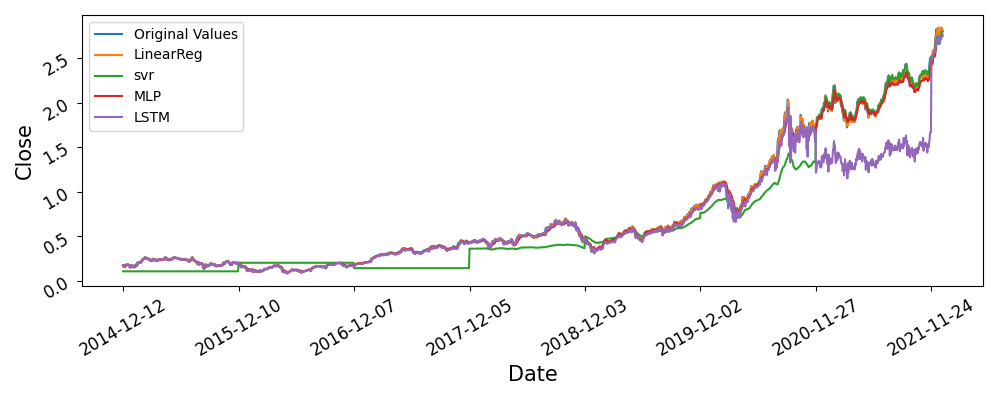 Original Values
LinearReg
svr
MLP
LSTM
Close
2.5
2.0
1.5
1.0
0.5
0.0
2014-12-12
2015-12-10
2016-12-07
2017-12-05
2018-12-03
2019-12-02
2020-11-27
2021-11-24
Date